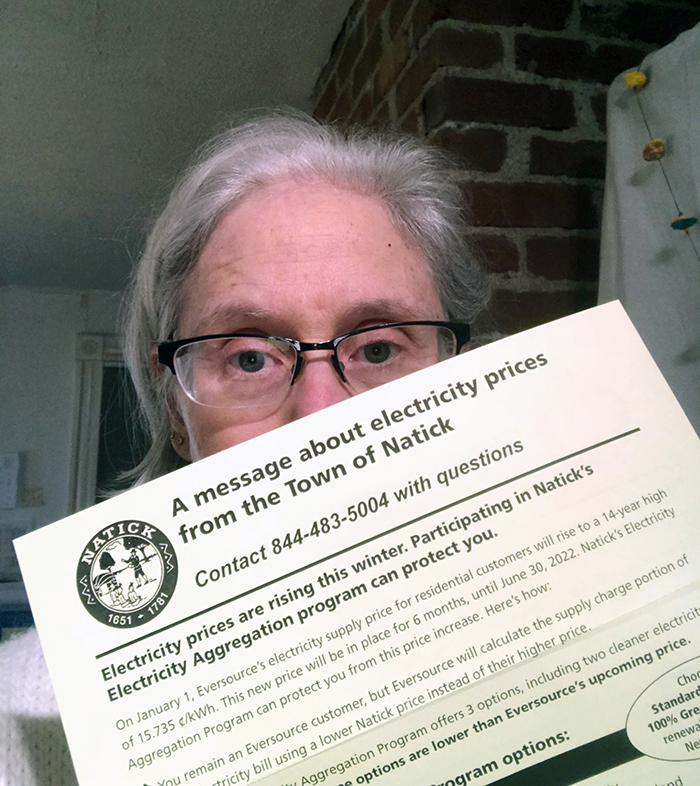 A message about electricity prices
from the Town of Natick
Contact 844-483-5004 with questions
NATICK
1651 1781
Electricity prices are rising this winter. Participating in Natick's
Electricity Aggregation program can protect you.
On January 1, Eversource's electricity supply price for residential customers will rise to a 14-year high
of 15.735 ¢/kWh. This new price will be in place for 6 months, until June 30, 2022. Natick's Electricity
Aggregation Program can protect you from this price increase. Here's how:
You remain an Eversource customer, but Eversource will calculate the supply charge portion of
electricity bill using a lower Natick price instead of their higher price.
Aggregation Program offers 3 options, including two cleaner electricit
options are lower than Eversource's upcoming price.
rogram options:
Choo
Standar
100% Gre
renewa